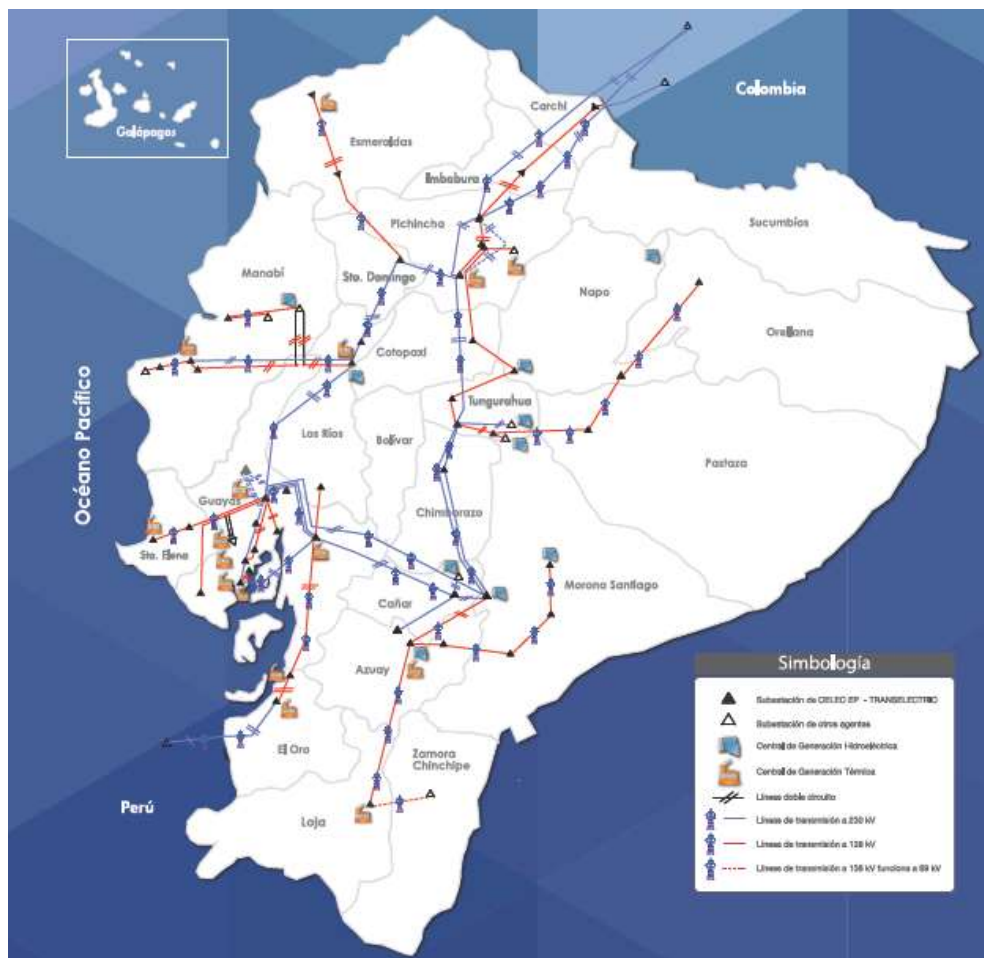 Galápagos
Colombia
Carchi
Esmeraldas
Imbabura
Pichincha
Sucumbíos
Manabí
Sto. Domingo
Napo
Orellana
Cotopaxi
Tungurahua
Océano Pacífico
Los Ríos
Bolívar
Pastaza
Guayas
Chimborazo
Sta. Elena
Morona Santiago
Cañar
Azuay
El Oro
Zamora
Chinchipe
Perú
Loja
Simbología
Subestación de CELEC EP - TRANSELECTRIC
Subestación de otros agentes
Central de Generación Hidroeléctrica
Central de Generación Térmica
Líneas doble circuito
Líneas de transmisión a 230 kV
Líneas de transmisión a 138 kV
Líneas de transmisión a 138 kV funciona a 69 kV